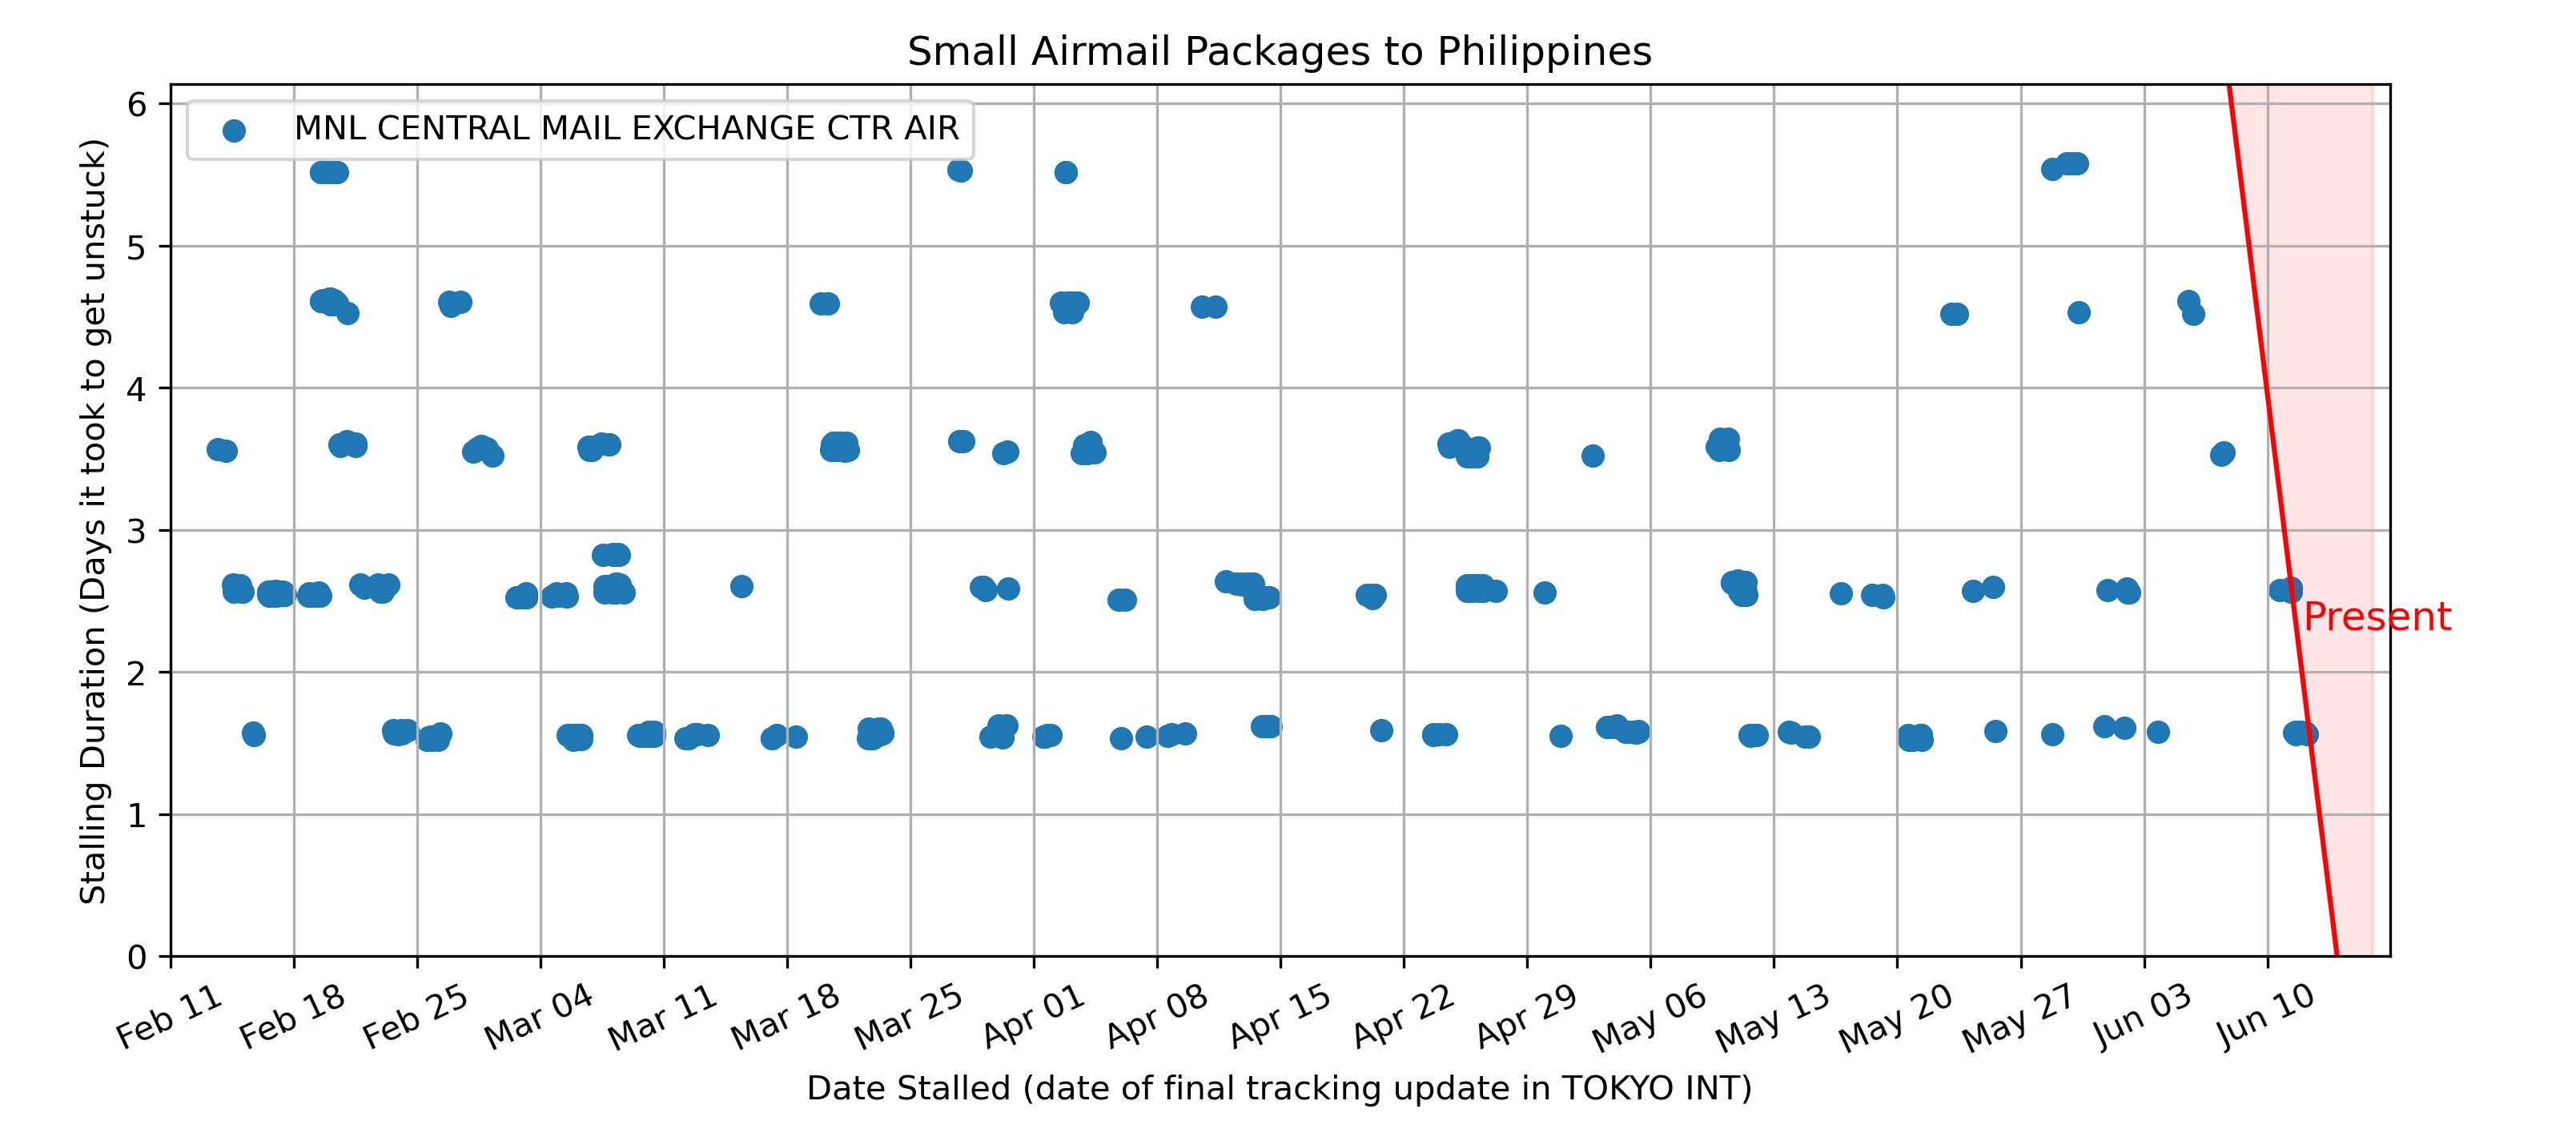 Small Airmail Packages to Philippines
MNL CENTRAL MAIL EXCHANGE CTR AIR
Stalling Duration (Days it took to get unstuck)
6
5
4
3
2
1
0
Present
Feb 11
Feb 18
Feb 25
Mar 04
Mar 11
Mar 18
Mar 25
Apr 01
Apr 08
Apr 15
Apr 22
Apr 29
May 06
May 13
May 20
May 27
Jun 03
Jun 10
Date Stalled (date of final tracking update in TOKYO INT)